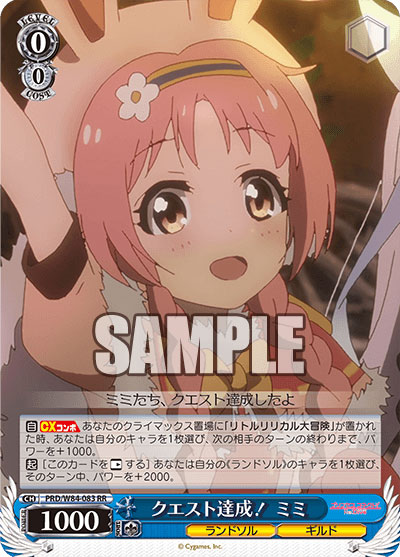 LEVEL
0
0
COST
SAMPLE
ミミたち、クエスト達成したよ
自 CXコンボ あなたのクライマックス置場に「リトルリリカル大冒険」が置かれ
た時、あなたは自分のキャラを1枚選び、次の相手のターンの終わりまで、パ
ワーを+1000。
起 [このカードを する] あなたは自分の《ランドソル》のキャラを1枚選び、そ
のターン中、パワーを+2000。
CH PRD/W84-083 RR
1000
クエスト達成! ミミ
ランドソル
ギルド
© Cygames, Inc.